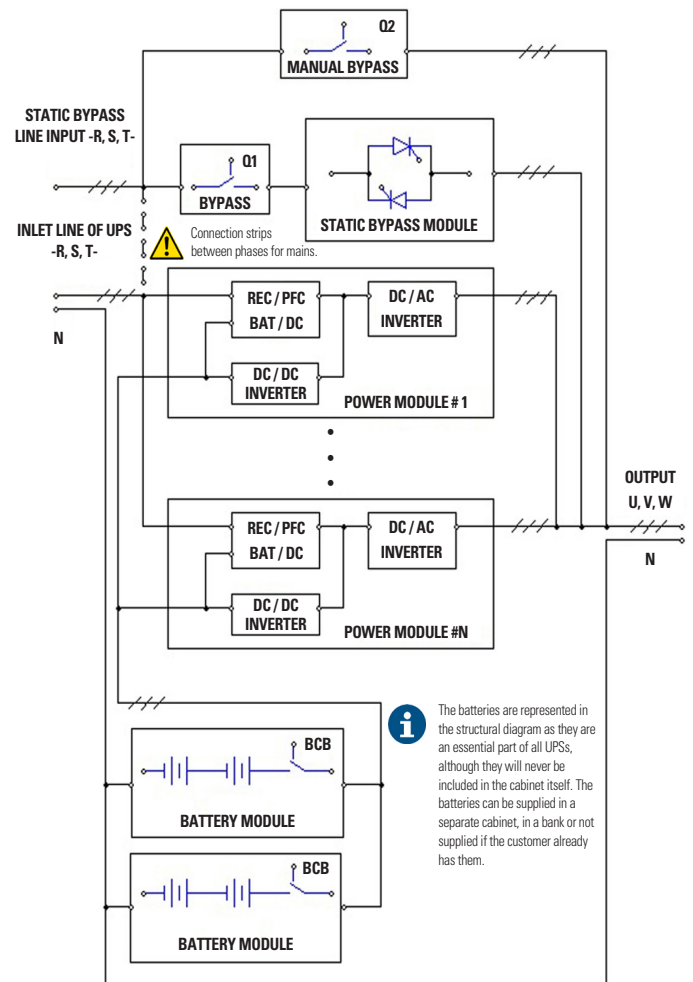 Q2
MANUAL BYPASS
STATIC BYPASS
LINE INPUT -R, S, T-
Q1
BYPASS
STATIC BYPASS MODULE
INLET LINE OF UPS
-R, S, T-
Connection strips
between phases for mains.
N
REC / PFC
BAT / DC
DC / AC
INVERTER
DC / DC
INVERTER
POWER MODULE # 1
OUTPUT
U, V, W
N
REC / PFC
BAT / DC
DC / AC
INVERTER
DC / DC
INVERTER
POWER MODULE #N
The batteries are represented in
the structural diagram as they are
an essential part of all UPSs,
although they will never be
included in the cabinet itself. The
batteries can be supplied in a
separate cabinet, in a bank or not
supplied if the customer already
has them.
BCB
BATTERY MODULE
BCB
BATTERY MODULE